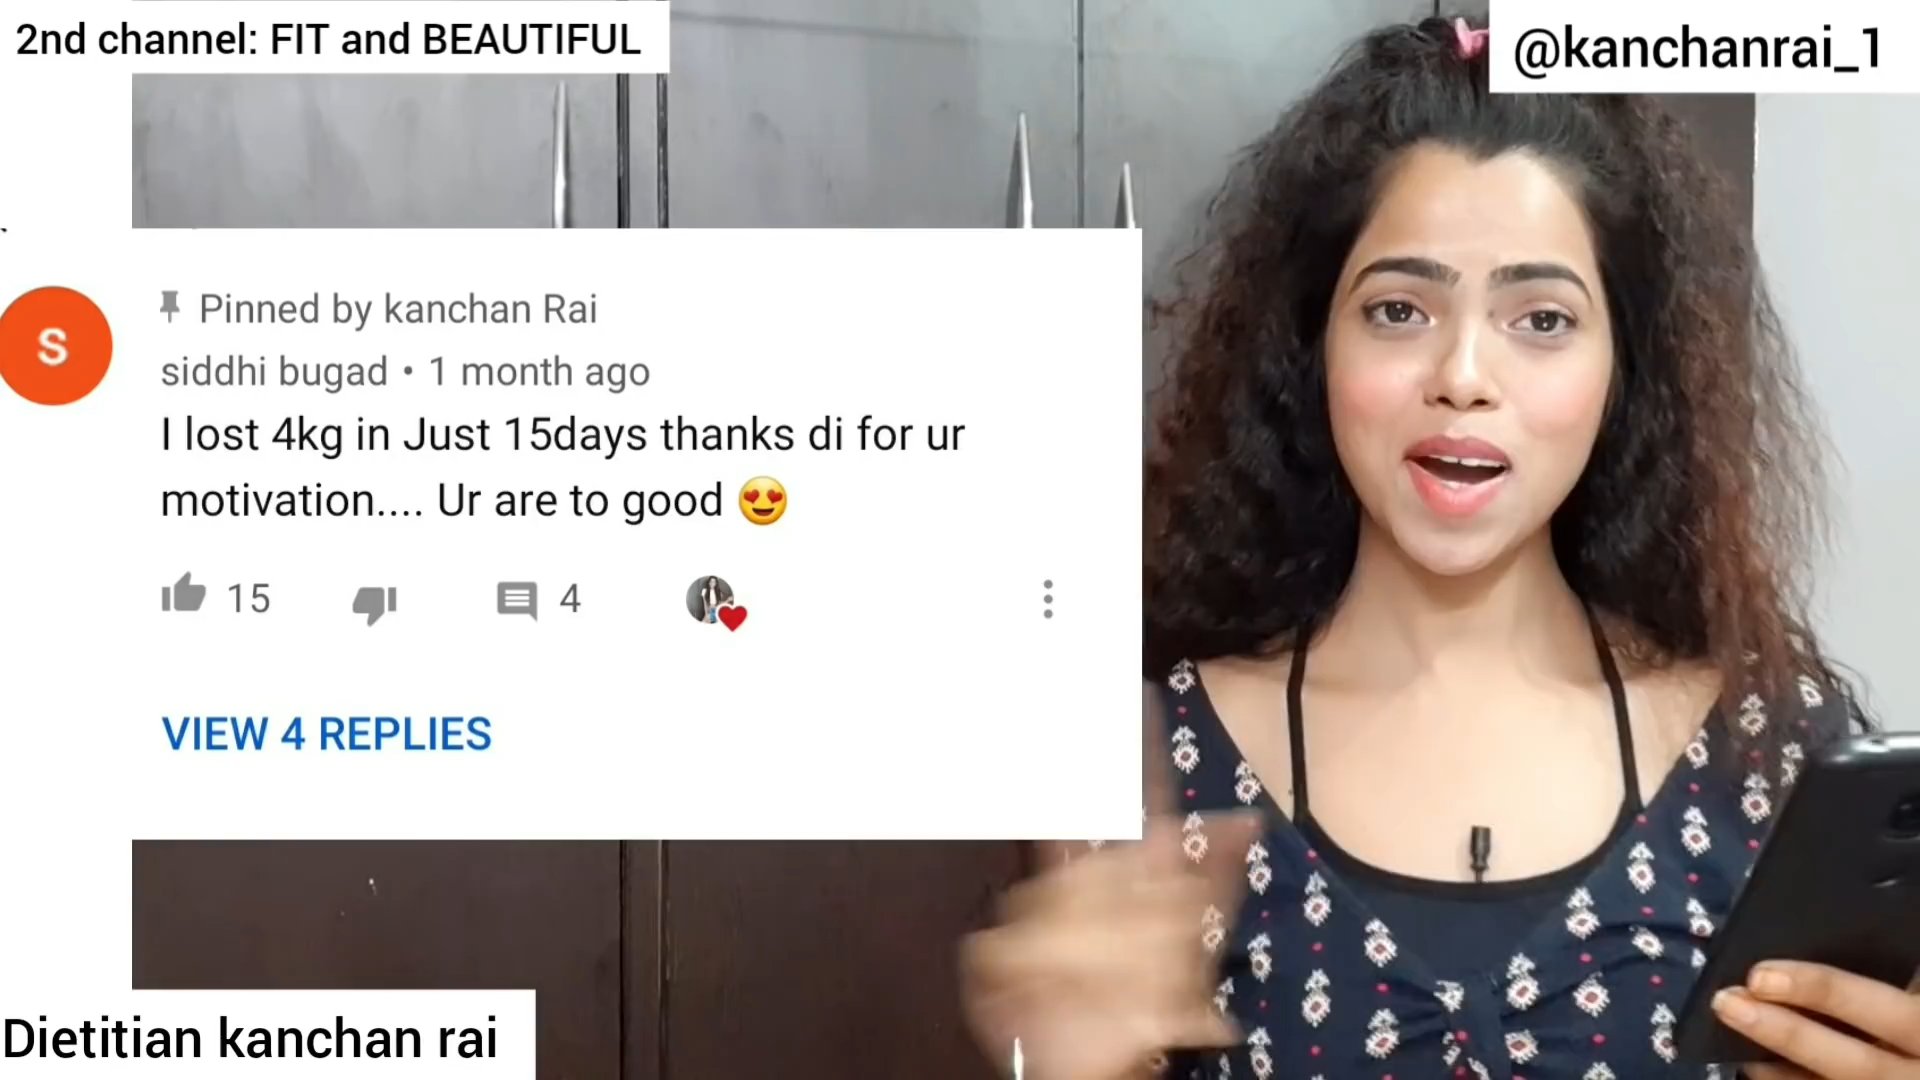 2nd channel: FIT and BEAUTIFUL
@kanchanrai_1
Pinned by kanchan Rai
S
siddhi bugad • 1 month ago
I lost 4kg in Just 15days thanks di for ur
motivation.... Ur are to good 😍
15 4
VIEW 4 REPLIES
Dietitian kanchan rai